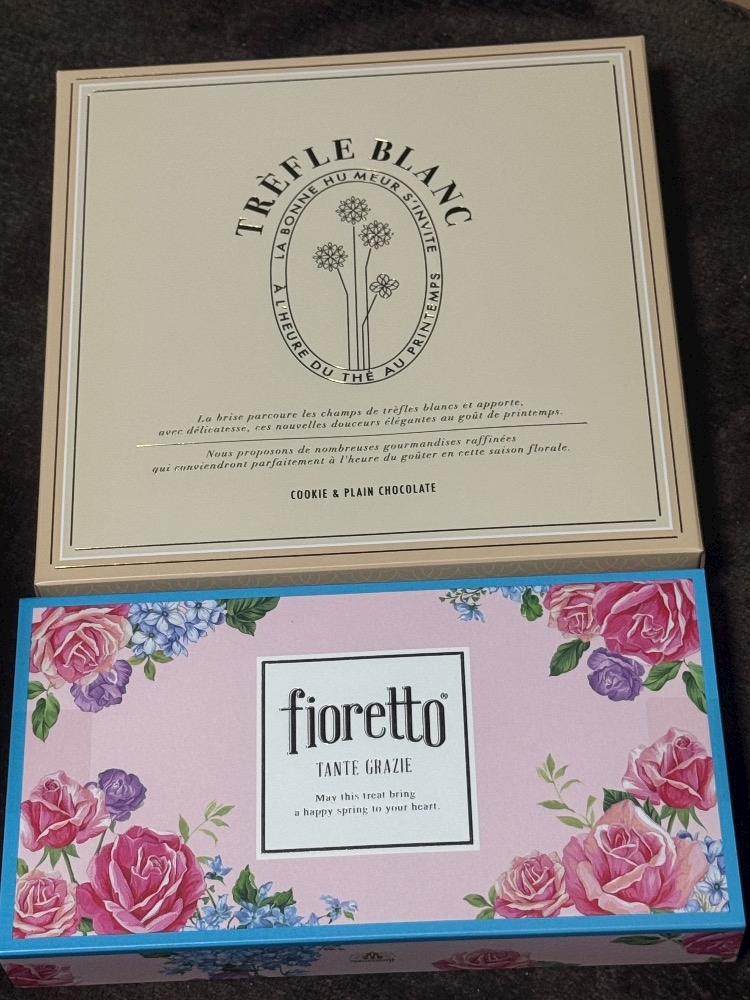 TRÈFLE BLANC
LA BONNE HUMEUR S'INVITE
À L'HEURE DU THÉ AU PRINTEMPS
La brise parcoure les champs de trèfles blancs et apporte,
avec délicatesse, ces nouvelles douceurs élégantes au goût de printemps.
Nous proposons de nombreuses gourmandises raffinées
qui conviendront parfaitement à l'heure du goûter en cette saison florale.
COOKIE & PLAIN CHOCOLATE
fioretto®
TANTE GRAZIE
May this treat bring
a happy spring to your heart.